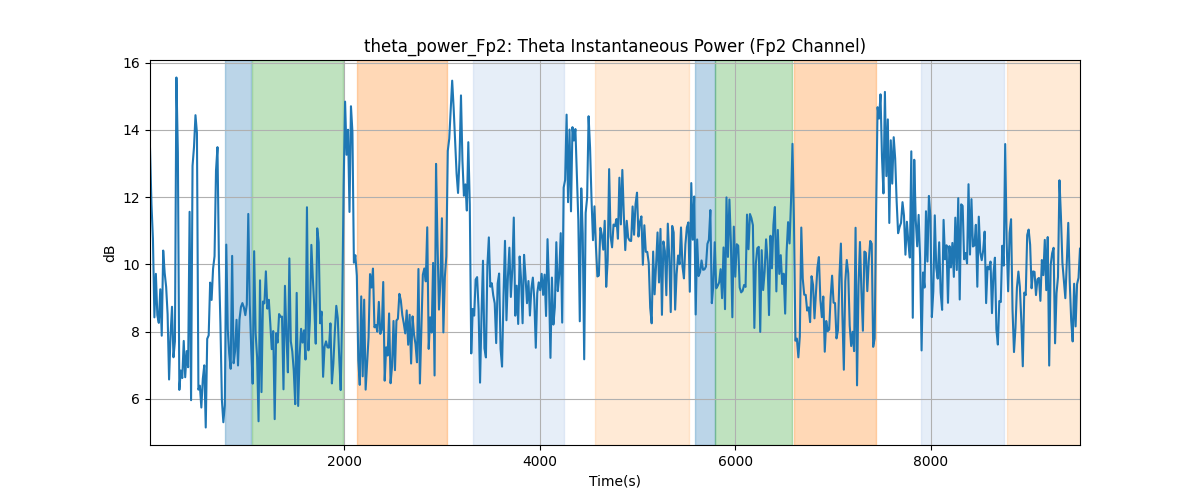 theta_power_Fp2: Theta Instantaneous Power (Fp2 Channel)
16
14
12
10
8
6
dB
2000 4000 6000 8000
Time(s)